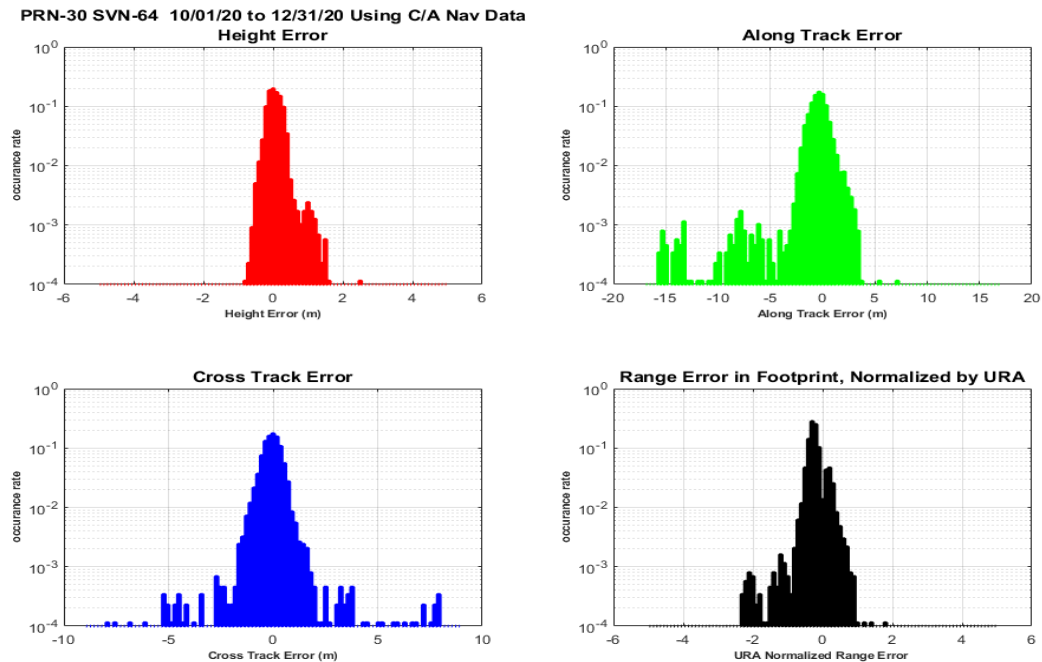 PRN-30 SVN-64 10/01/20 to 12/31/20 Using C/A Nav Data
Height Error
10^0
10^-1
10^-2
10^-3
10^-4
occurance rate
-6 -4 -2 0 2 4 6
Height Error (m)
Along Track Error
10^0
10^-1
10^-2
10^-3
10^-4
occurance rate
-20 -15 -10 -5 0 5 10 15 20
Along Track Error (m)
Cross Track Error
10^0
10^-1
10^-2
10^-3
10^-4
occurance rate
-10 -5 0 5 10
Cross Track Error (m)
Range Error in Footprint, Normalized by URA
10^0
10^-1
10^-2
10^-3
10^-4
occurance rate
-6 -4 -2 0 2 4 6
URA Normalized Range Error